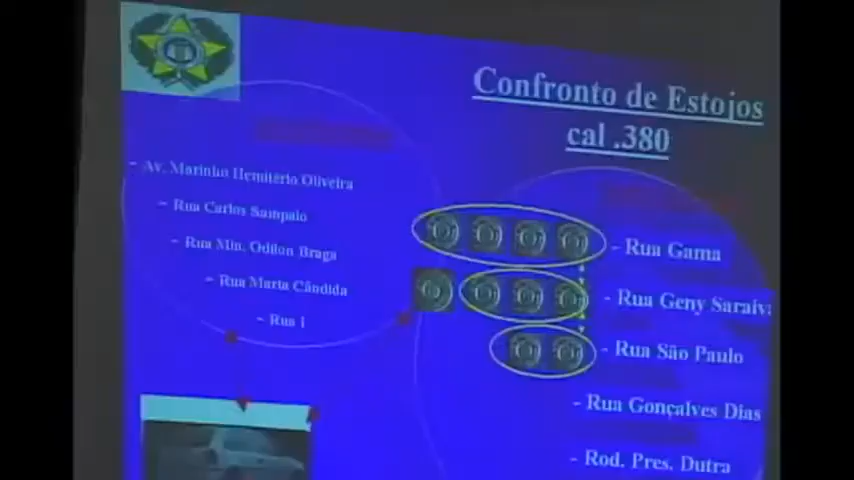 Confronto de Estojos
cal .380
- Av. Marinho Hemitério Oliveira
- Rua Carlos Sampaio
- Rua Min. Odilon Braga
- Rua Maria Cândida
- Rua I
- Rua Gama
- Rua Geny Saraiva
- Rua São Paulo
- Rua Gonçalves Dias
- Rod. Pres. Dutra